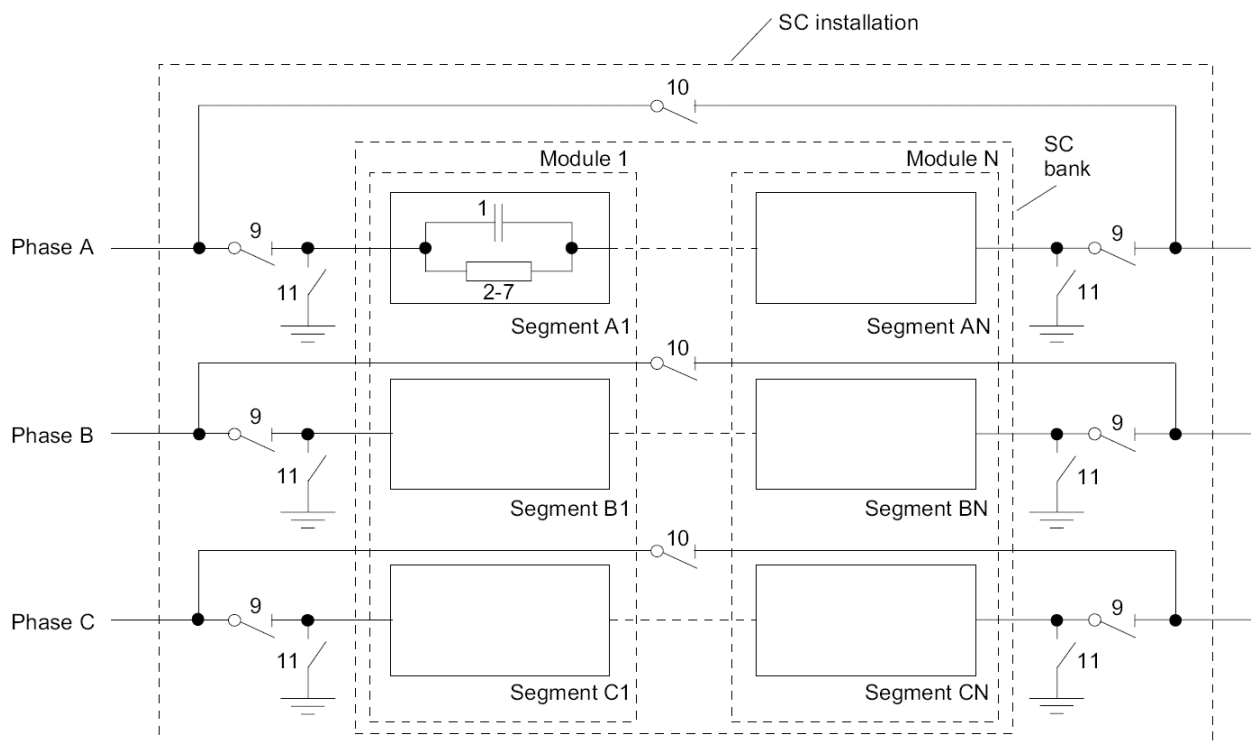 SC installation
10
SC
bank
Module 1
Module N
1
Phase A
9
9
2-7
11
11
Segment A1
Segment AN
10
9
9
Phase B
11
11
Segment B1
Segment BN
10
9
9
Phase C
11
11
Segment C1
Segment CN